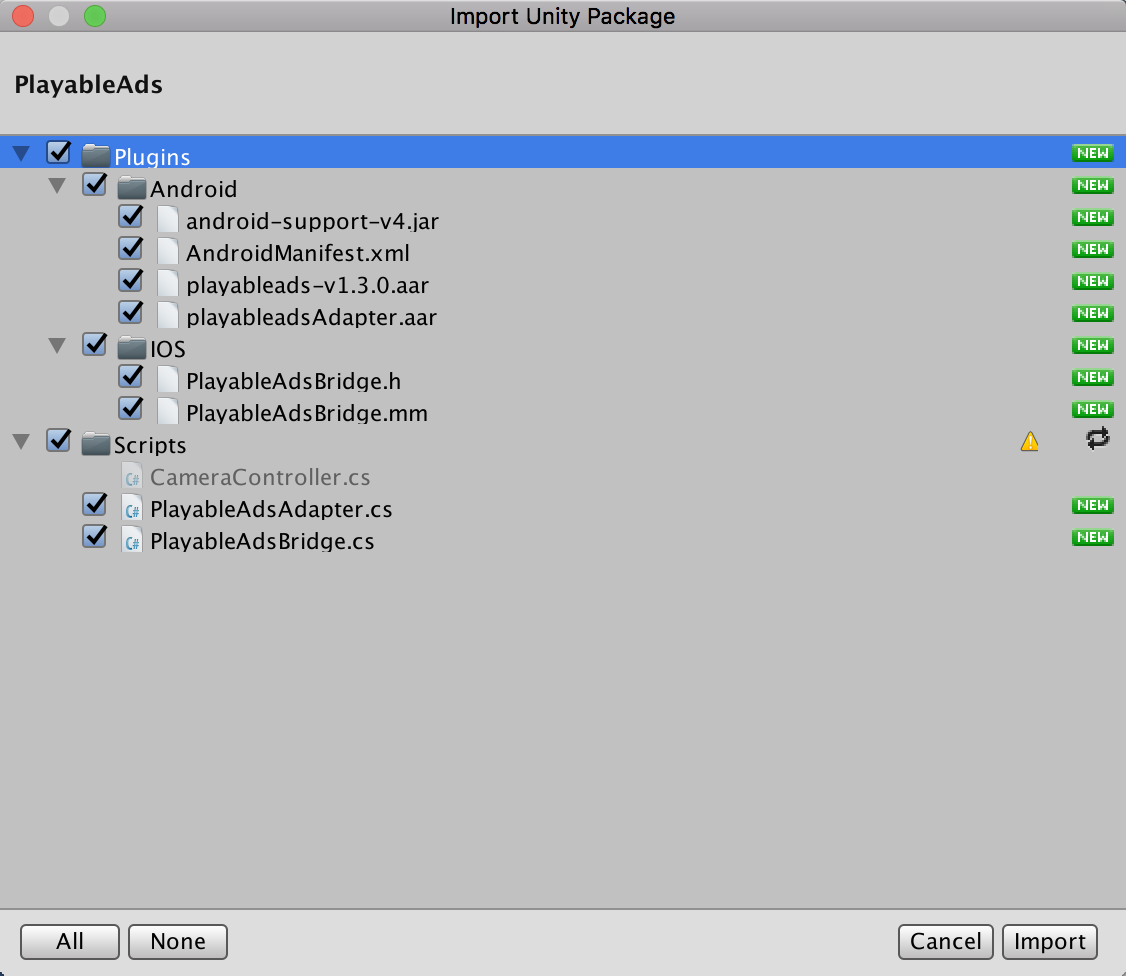 Import Unity Package
PlayableAds
Plugins NEW
Android NEW
android-support-v4.jar NEW
AndroidManifest.xml NEW
playableads-v1.3.0.aar NEW
playableadsAdapter.aar NEW
IOS NEW
PlayableAdsBridge.h NEW
PlayableAdsBridge.mm NEW
Scripts
C# CameraController.cs
C# PlayableAdsAdapter.cs NEW
C# PlayableAdsBridge.cs NEW
All None Cancel Import